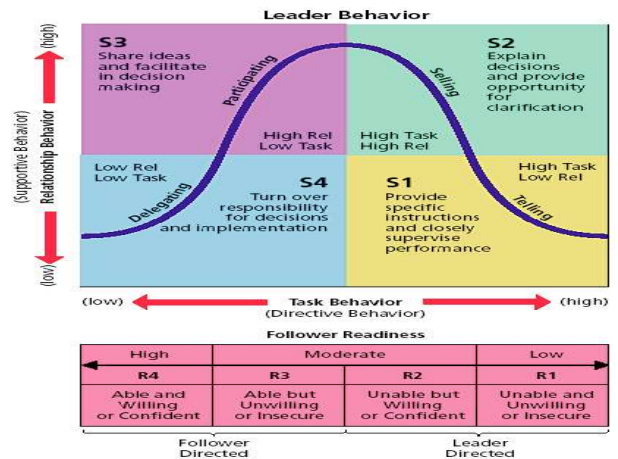 Leader Behavior
(high)
(Supportive Behavior)
Relationship Behavior
(low)
S3
Share ideas
and facilitate
in decision
making
Participating
High Rel
Low Task
S2
Explain
decisions
and provide
opportunity
for
clarification
Selling
High Task
High Rel
Low Rel
Low Task
Delegating
S4
Turn over
responsibility
for decisions
and implementation
S1
Provide
specific
instructions
and closely
supervise
performance
High Task
Low Rel
Telling
(low)
Task Behavior
(high)
(Directive Behavior)
Follower Readiness
High Moderate Low
R4 R3 R2 R1
Able and Able but Unable but Unable and
Willing Unwilling Willing Unwilling
or Confident or Insecure or Confident or Insecure
Follower Leader
Directed Directed